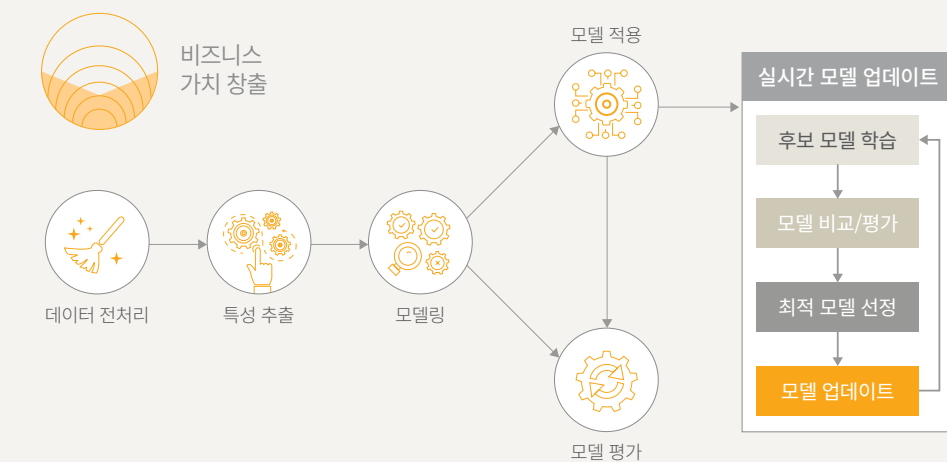 비즈니스
가치 창출
모델 적용
데이터 전처리
특성 추출
모델링
모델 평가
실시간 모델 업데이트
후보 모델 학습
모델 비교/평가
최적 모델 선정
모델 업데이트